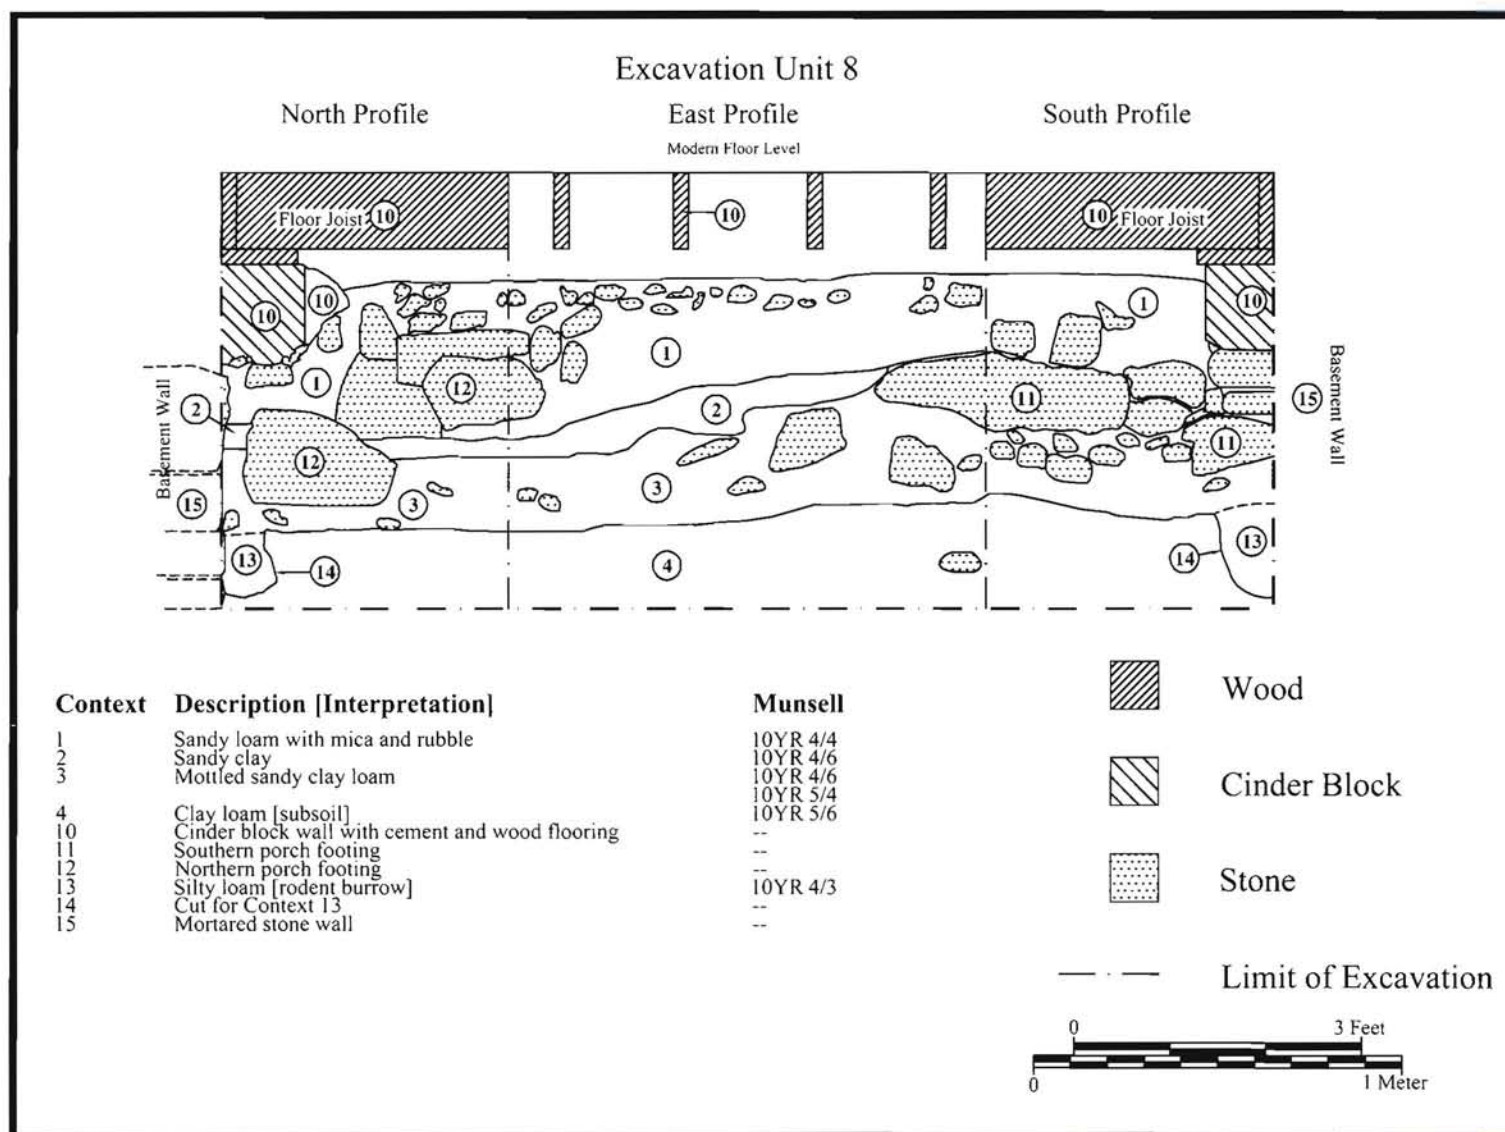 Excavation Unit 8
North Profile East Profile South Profile
Modern Floor Level
Floor Joist 10 10 10 Floor Joist
10 10 1 10
1 1
Basement Wall 2 12 2 11 15 Basement Wall
12 11
15 3 3
13 14 4 14 13
Context Description [Interpretation] Munsell
1 Sandy loam with mica and rubble 10YR 4/4
2 Sandy clay 10YR 4/6
3 Mottled sandy clay loam 10YR 4/6
10YR 5/4
4 Clay loam [subsoil] 10YR 5/6
10 Cinder block wall with cement and wood flooring --
11 Southern porch footing --
12 Northern porch footing --
13 Silty loam [rodent burrow] 10YR 4/3
14 Cut for Context 13 --
15 Mortared stone wall --
Wood
Cinder Block
Stone
Limit of Excavation
0 3 Feet
0 1 Meter